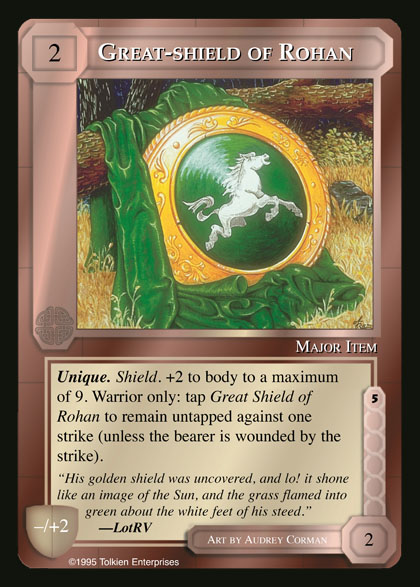 2
GREAT-SHIELD OF ROHAN
MAJOR ITEM
Unique. Shield. +2 to body to a maximum
of 9. Warrior only: tap Great Shield of
Rohan to remain untapped against one
strike (unless the bearer is wounded by the
strike).
5
“His golden shield was uncovered, and lo! it shone
like an image of the Sun, and the grass flamed into
green about the white feet of his steed.”
—LotRV
–/+2
ART BY AUDREY CORMAN
2
©1995 Tolkien Enterprises